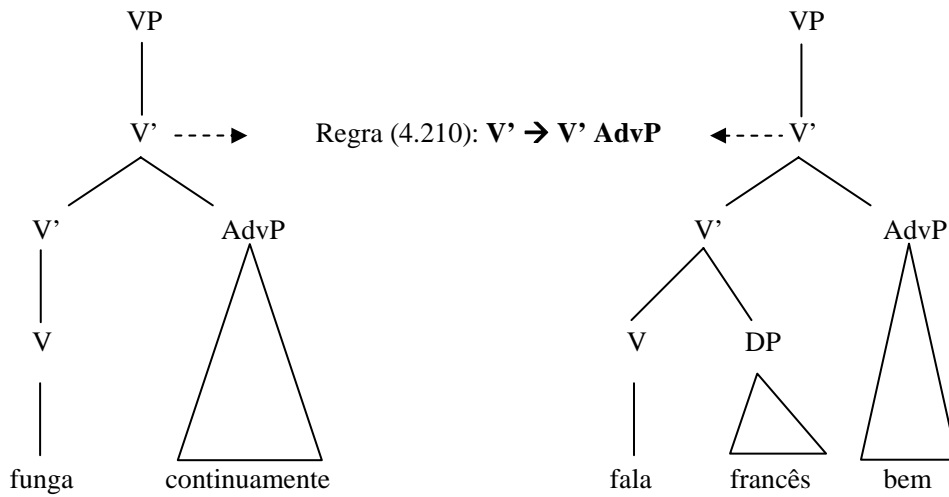 VP VP
V’ Regra (4.210): V’ → V’ AdvP V’
V’ AdvP V’ AdvP
V V DP
funga continuamente fala francês bem